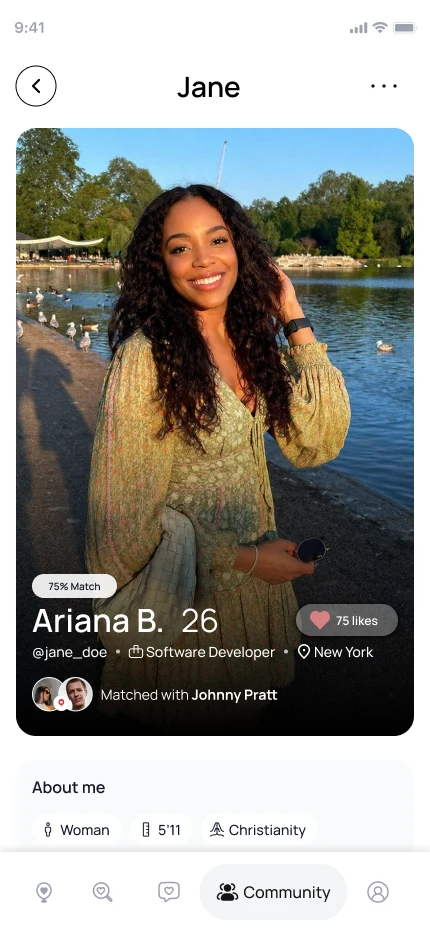 9:41
Jane
75% Match
Ariana B. 26
75 likes
@jane_doe • Software Developer • New York
Matched with Johnny Pratt
About me
Woman
5'11
Christianity
Community